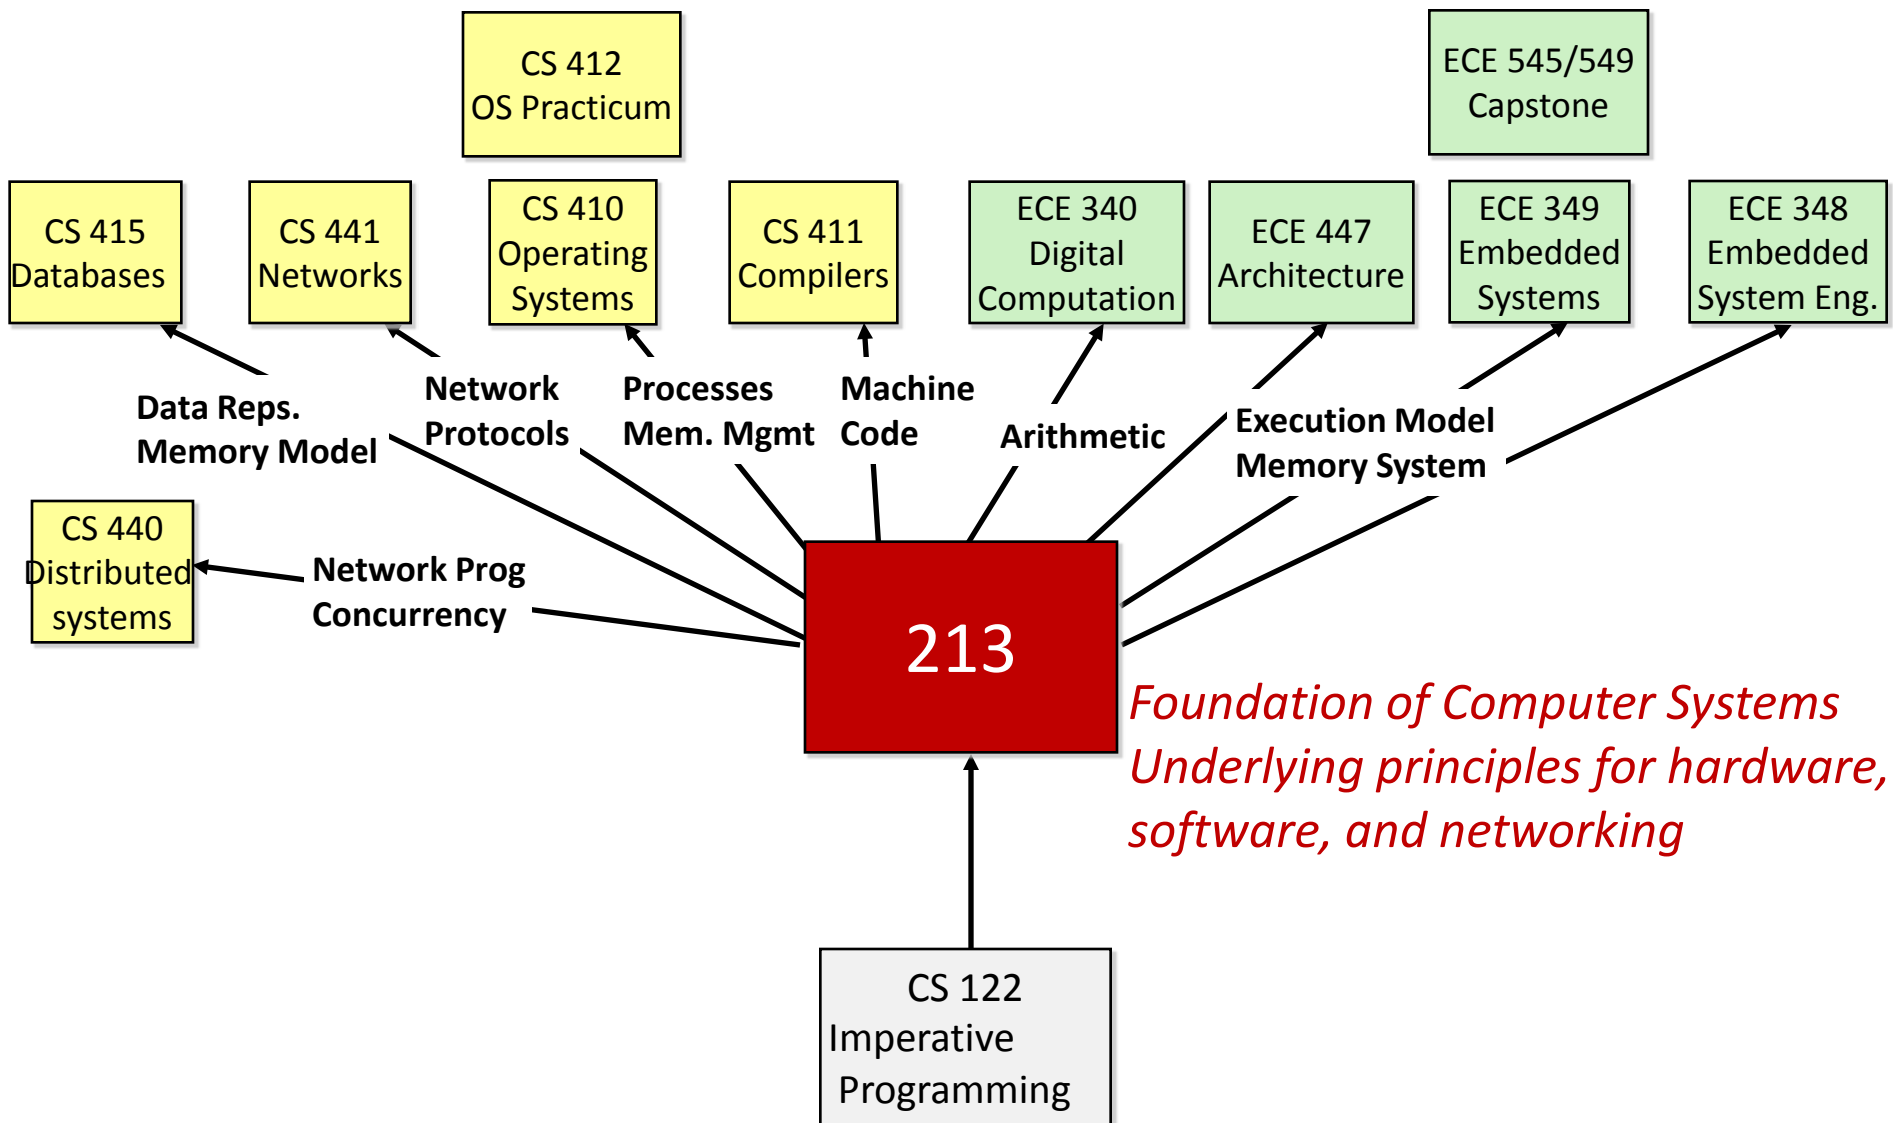 CS 412
OS Practicum
ECE 545/549
Capstone
CS 415
Databases
CS 441
Networks
CS 410
Operating
Systems
CS 411
Compilers
ECE 340
Digital
Computation
ECE 447
Architecture
ECE 349
Embedded
Systems
ECE 348
Embedded
System Eng.
Data Reps.
Memory Model
Network
Protocols
Processes
Mem. Mgmt
Machine
Code
Arithmetic
Execution Model
Memory System
CS 440
Distributed
systems
Network Prog
Concurrency
213
Foundation of Computer Systems
Underlying principles for hardware,
software, and networking
CS 122
Imperative
Programming